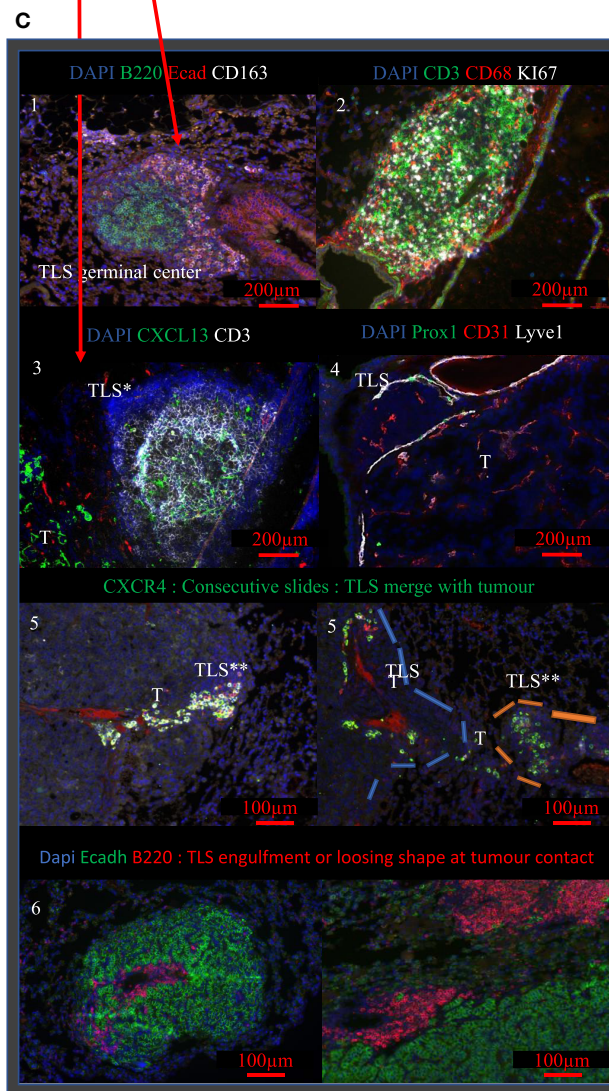 C
DAPI B220 Ecad CD163
DAPI CD3 CD68 KI67
1
2.
TLS germinal center
200µm
200µm
DAPI CXCL13 CD3
DAPI Prox1 CD31 Lyve1
3
TLS*
4
TLS
T
T
200µm
200µm
CXCR4 : Consecutive slides : TLS merge with tumour
5
TLS**
T
5
TLS
T
TLS**
T
100µm
100µm
Dapi Ecadh B220 : TLS engulfment or loosing shape at tumour contact
6
100µm
100µm